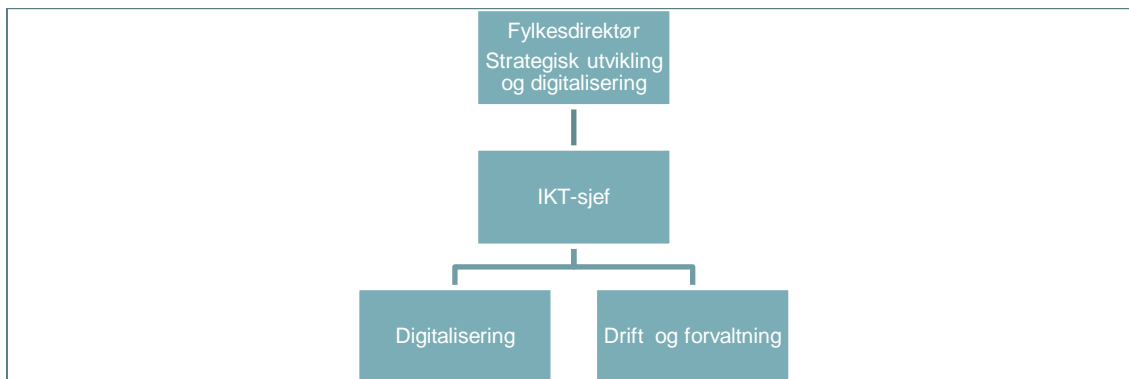 Fylkesdirektør
Strategisk utvikling
og digitalisering
IKT-sjef
Digitalisering
Drift og forvaltning